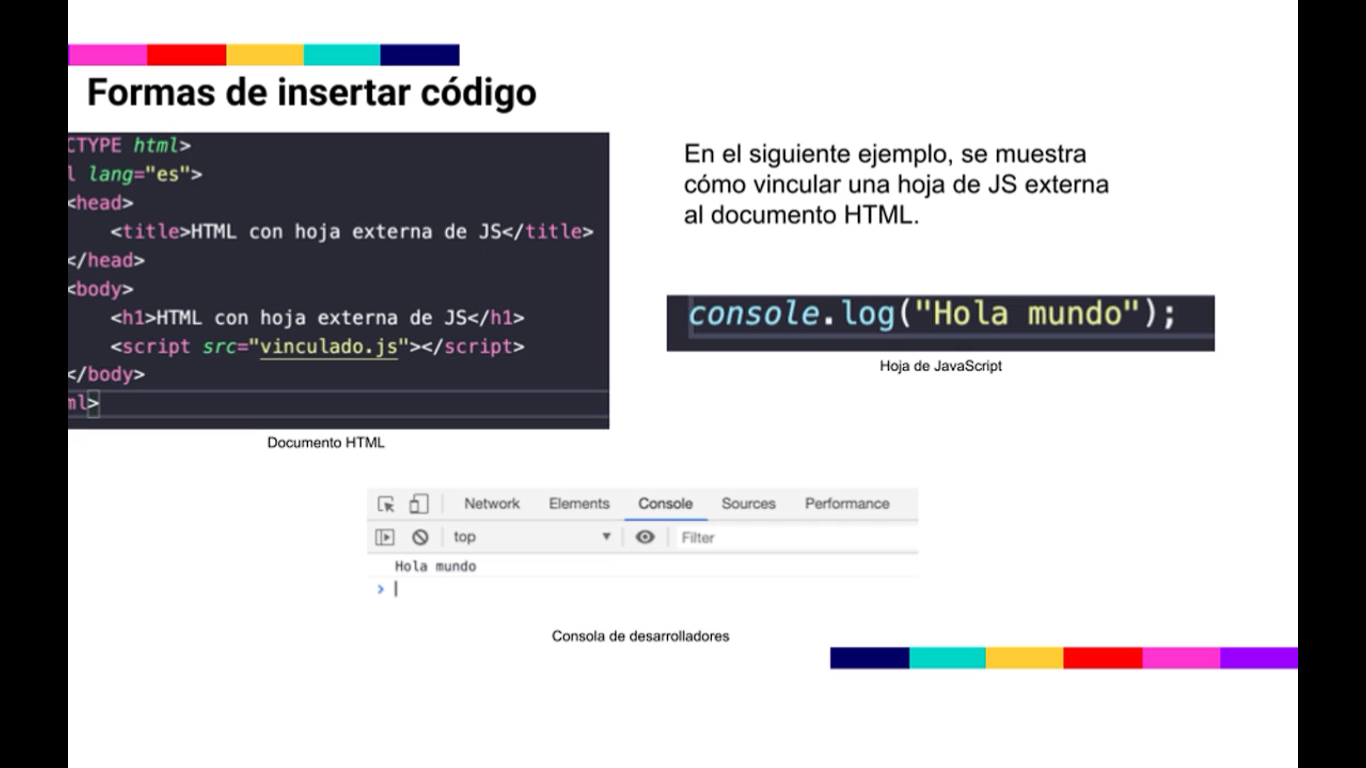 Formas de insertar código
CTYPE html>
l lang="es">
<head>
<title>HTML con hoja externa de JS</title>
</head>
<body>
<h1>HTML con hoja externa de JS</h1>
<script src="vinculado.js"></script>
</body>
ml>
Documento HTML
En el siguiente ejemplo, se muestra
cómo vincular una hoja de JS externa
al documento HTML.
console.log("Hola mundo");
Hoja de JavaScript
Network Elements Console Sources Performance
top Filter
Hola mundo
Consola de desarrolladores